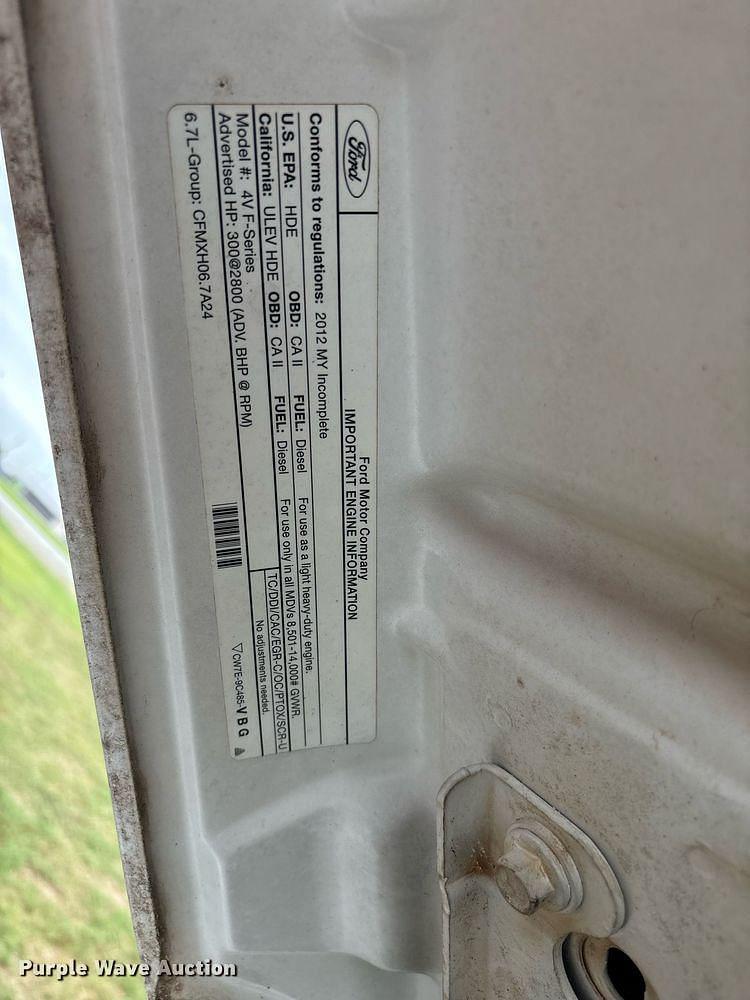 Ford
Ford Motor Company
IMPORTANT ENGINE INFORMATION
Conforms to regulations: 2012 MY Incomplete
U.S. EPA: HDE OBD: CA II FUEL: Diesel For use as a light heavy-duty engine.
California: ULEV HDE OBD: CA II FUEL: Diesel For use only in all MDVs 8,501-14,000# GVWR.
Model #: 4V F-Series TC/DDI/CAC/EGR-C/OC/PTOX/SCR-U
Advertised HP: 300@2800 (ADV. BHP @ RPM) No adjustments needed.
6.7L-Group: CFMXH06.7A24
CW7E-9C485-VBG
Purple Wave Auction